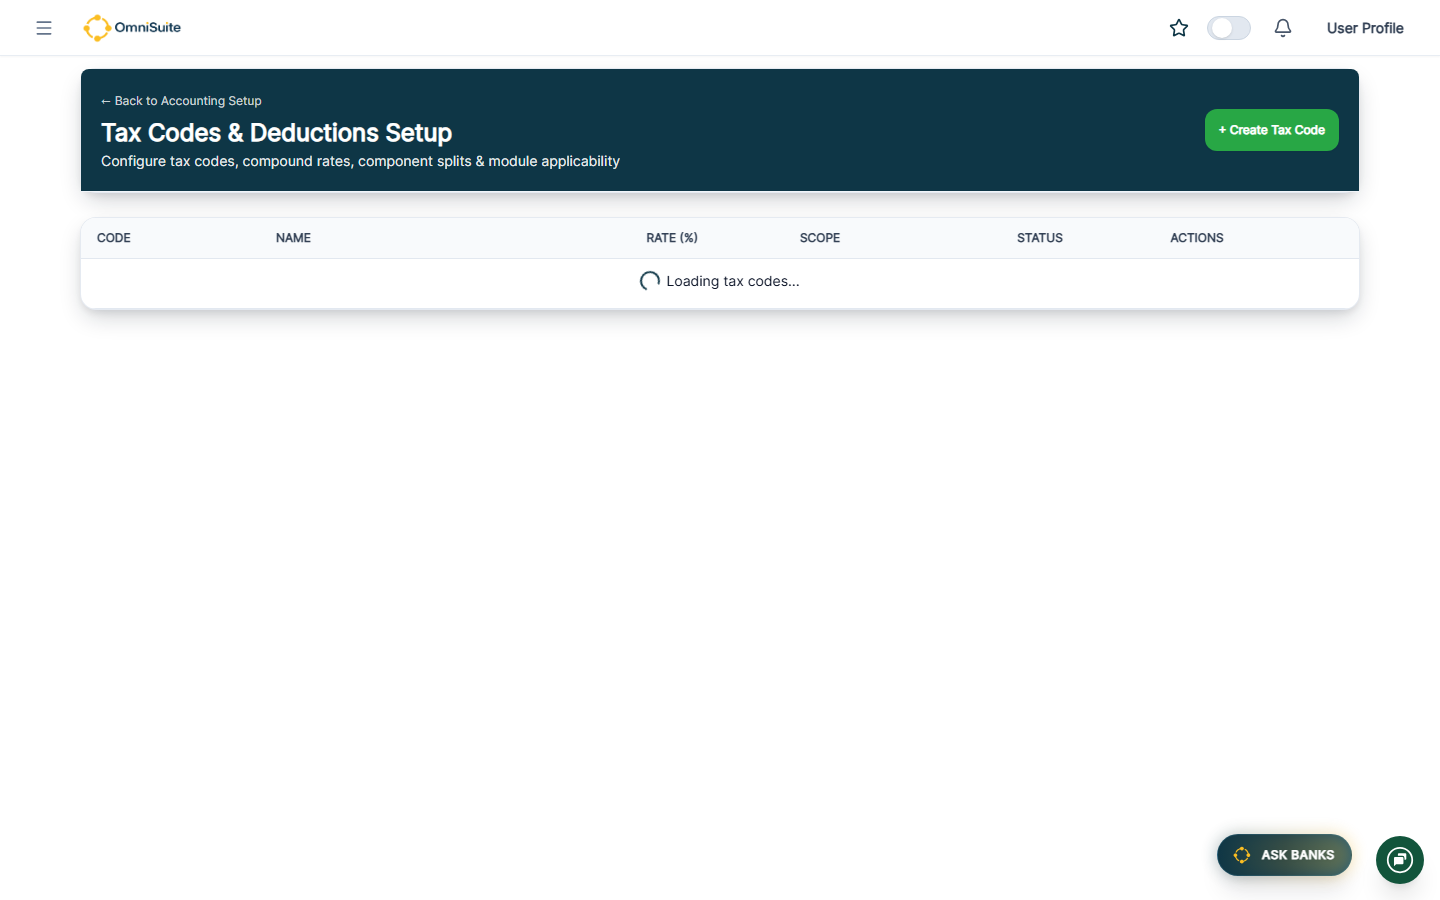 OmniSuite
User Profile
← Back to Accounting Setup
Tax Codes & Deductions Setup
Configure tax codes, compound rates, component splits & module applicability
+ Create Tax Code
CODE NAME RATE (%) SCOPE STATUS ACTIONS
Loading tax codes...
ASK BANKS